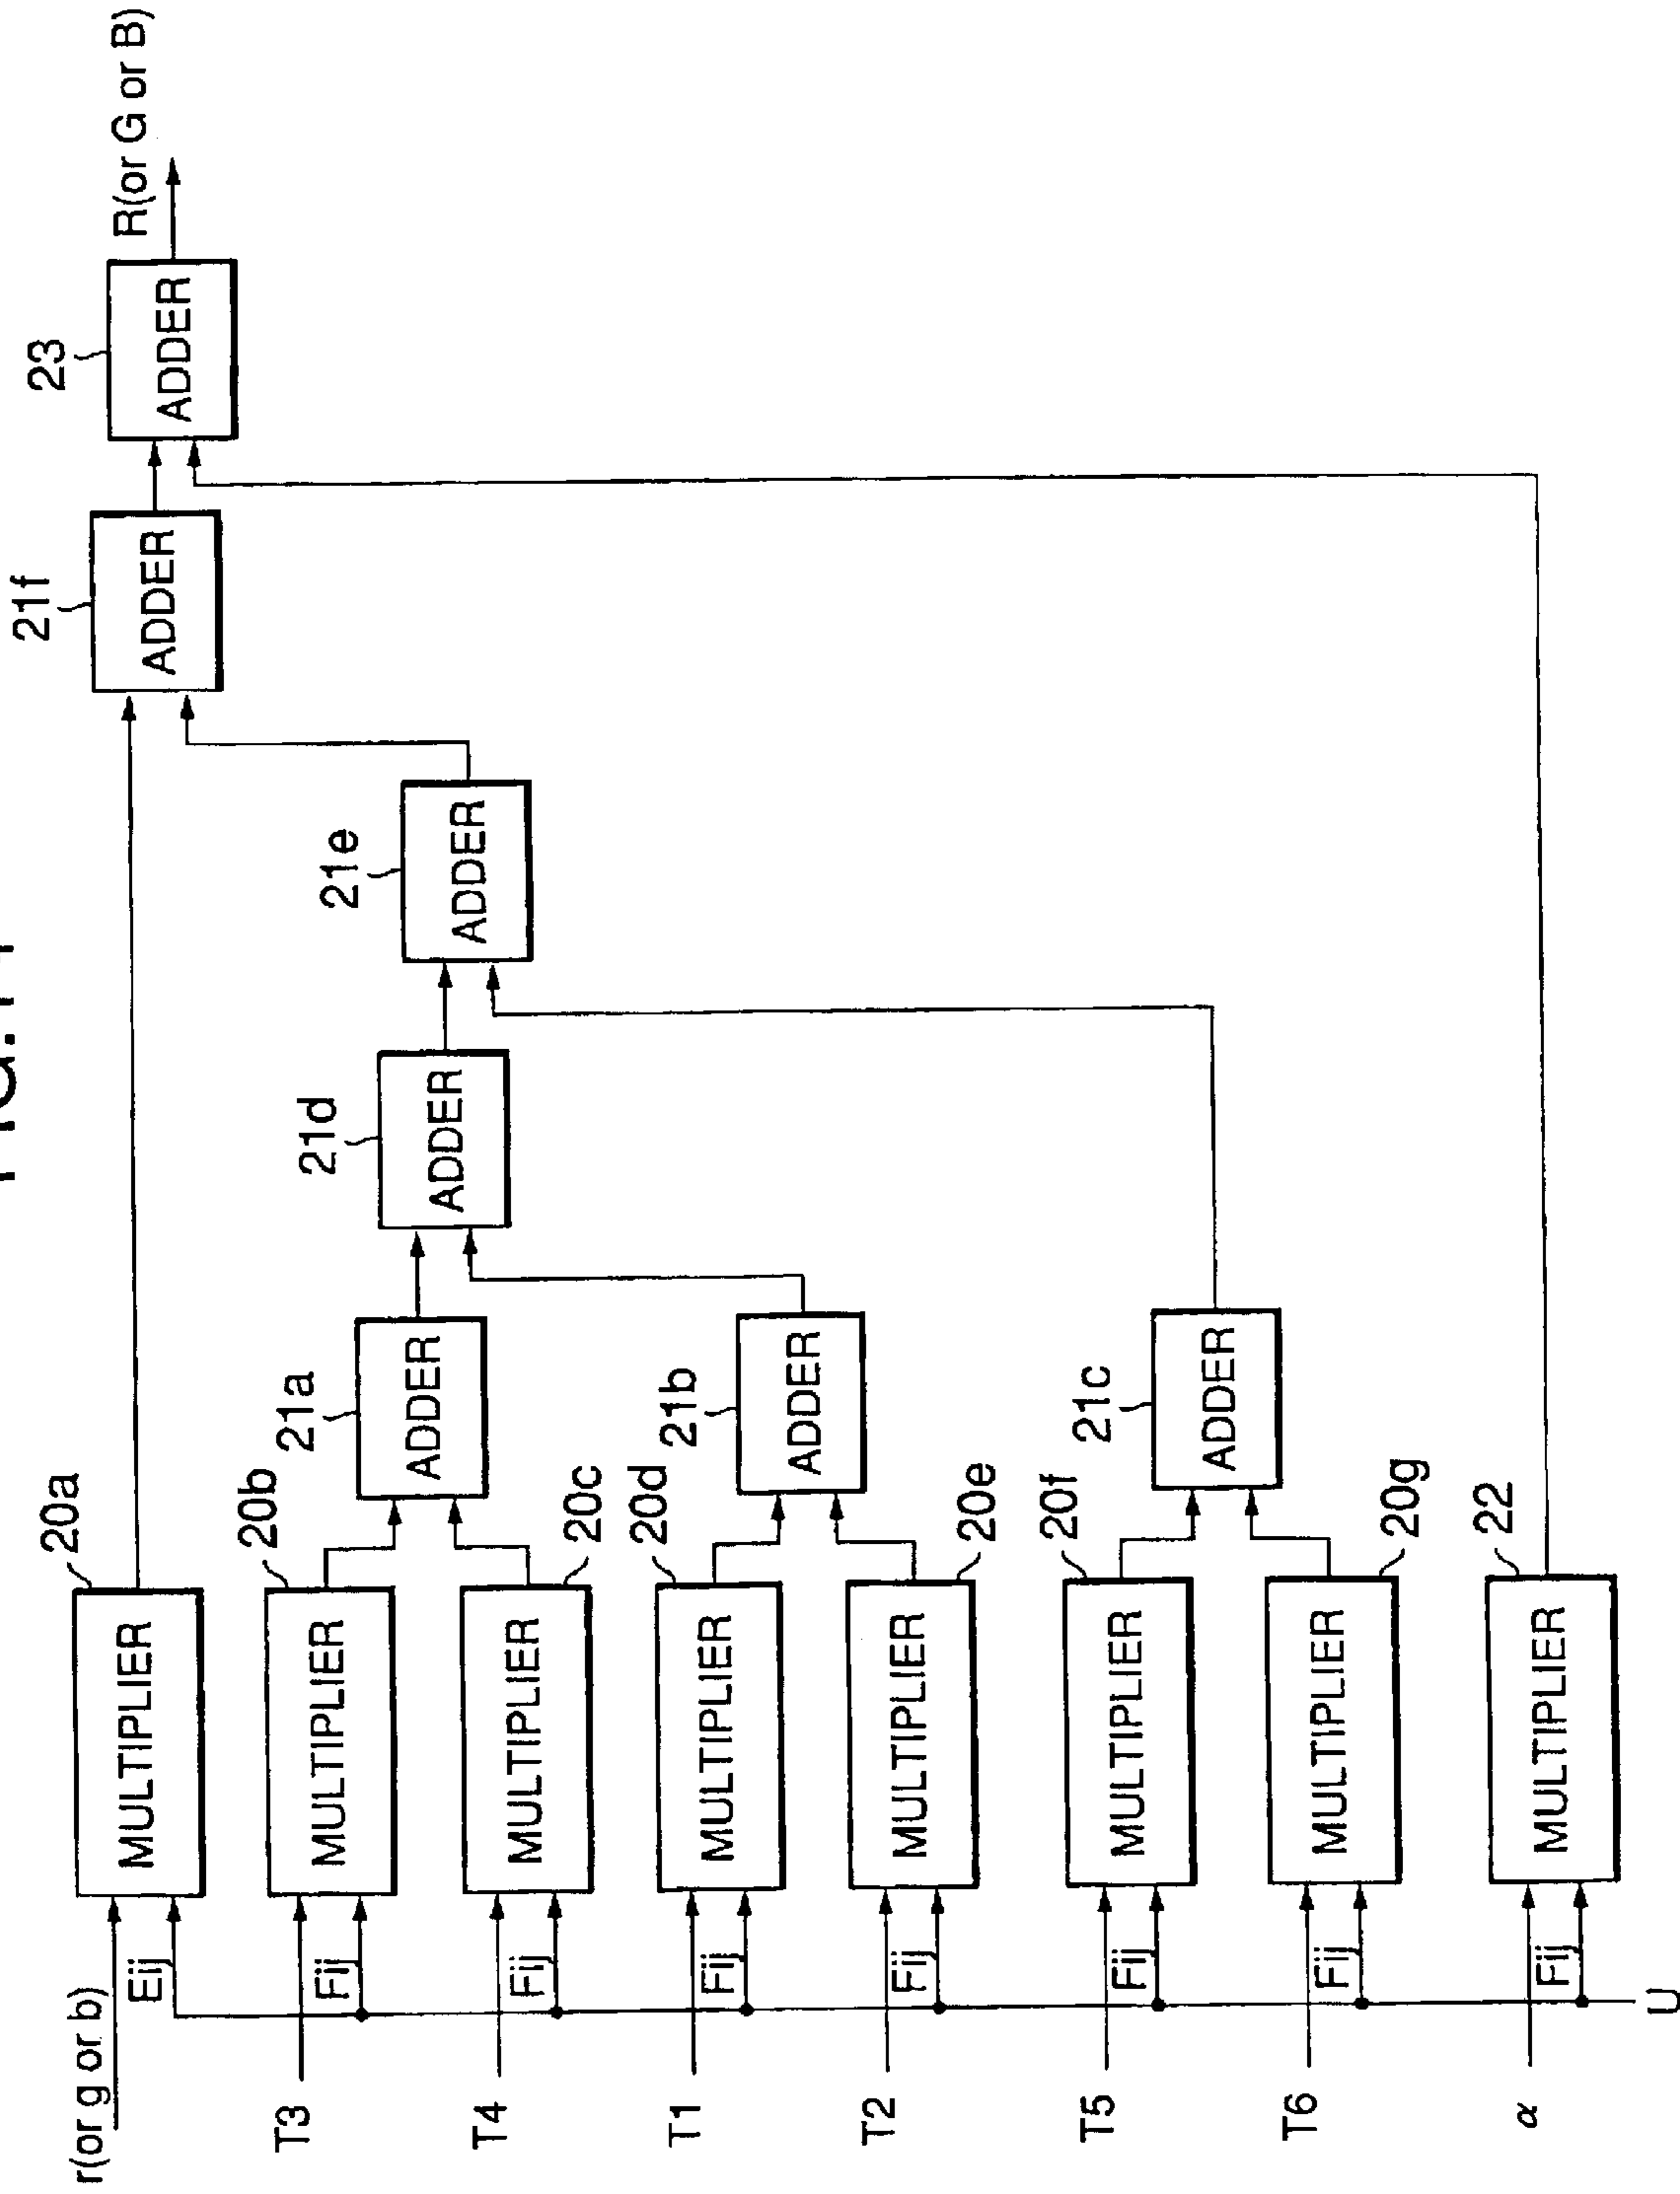 21f
23
20a
r(or g or b)
Eij
MULTIPLIER
ADDER
ADDER
R(or G or B)
20b
21a
21d
21e
T3
Fij
MULTIPLIER
ADDER
ADDER
ADDER
T4
Fij
MULTIPLIER
20c
20d
21b
T1
Fij
MULTIPLIER
ADDER
T2
Fij
MULTIPLIER
20e
20f
21c
T5
Fij
MULTIPLIER
ADDER
T6
Fij
MULTIPLIER
20g
22
α
Fij
MULTIPLIER
U